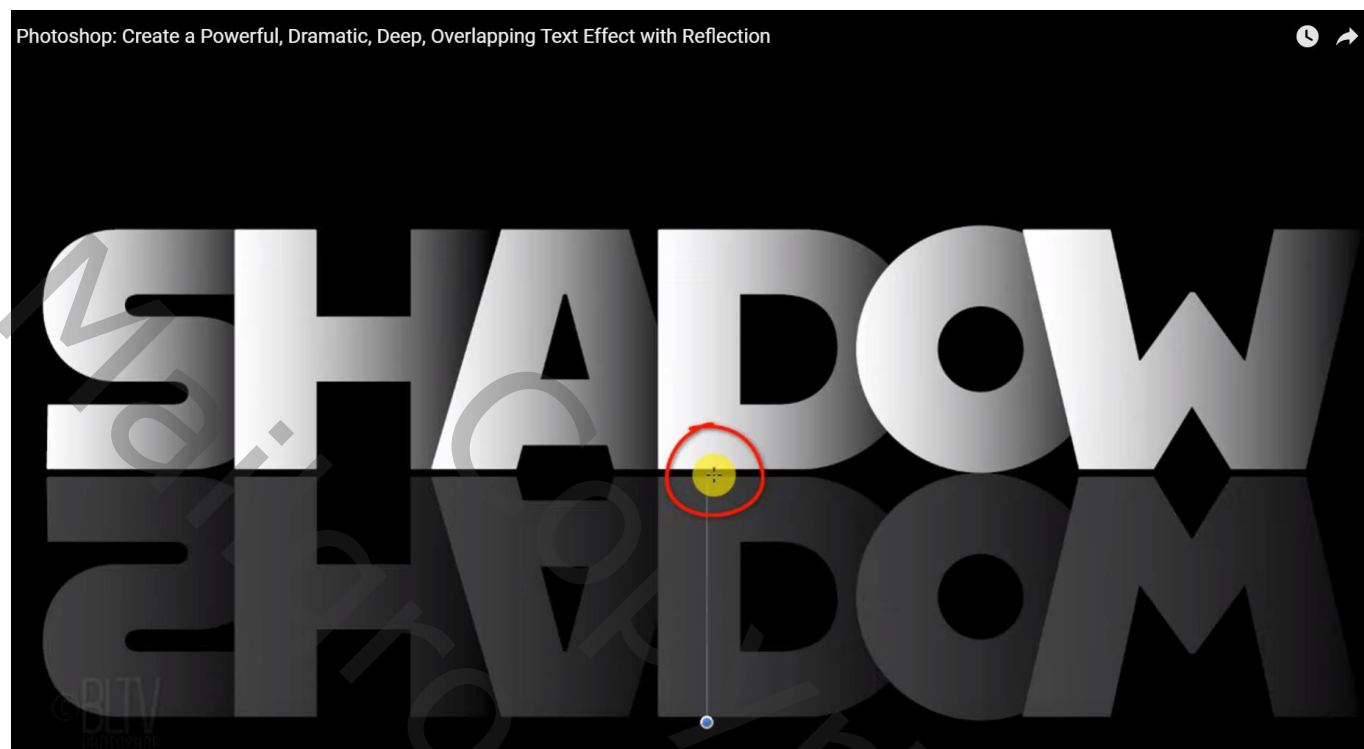 Photoshop: Create a Powerful, Dramatic, Deep, Overlapping Text Effect with Reflection
SHADOW
©BLTV